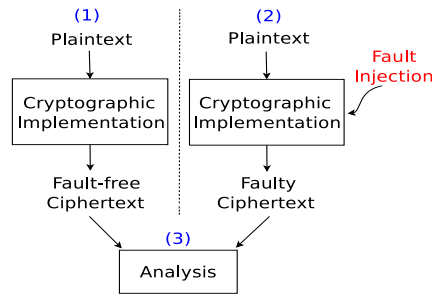 (1)
Plaintext
Cryptographic
Implementation
Fault-free
Ciphertext
(2)
Plaintext
Fault
Injection
Cryptographic
Implementation
Faulty
Ciphertext
(3)
Analysis